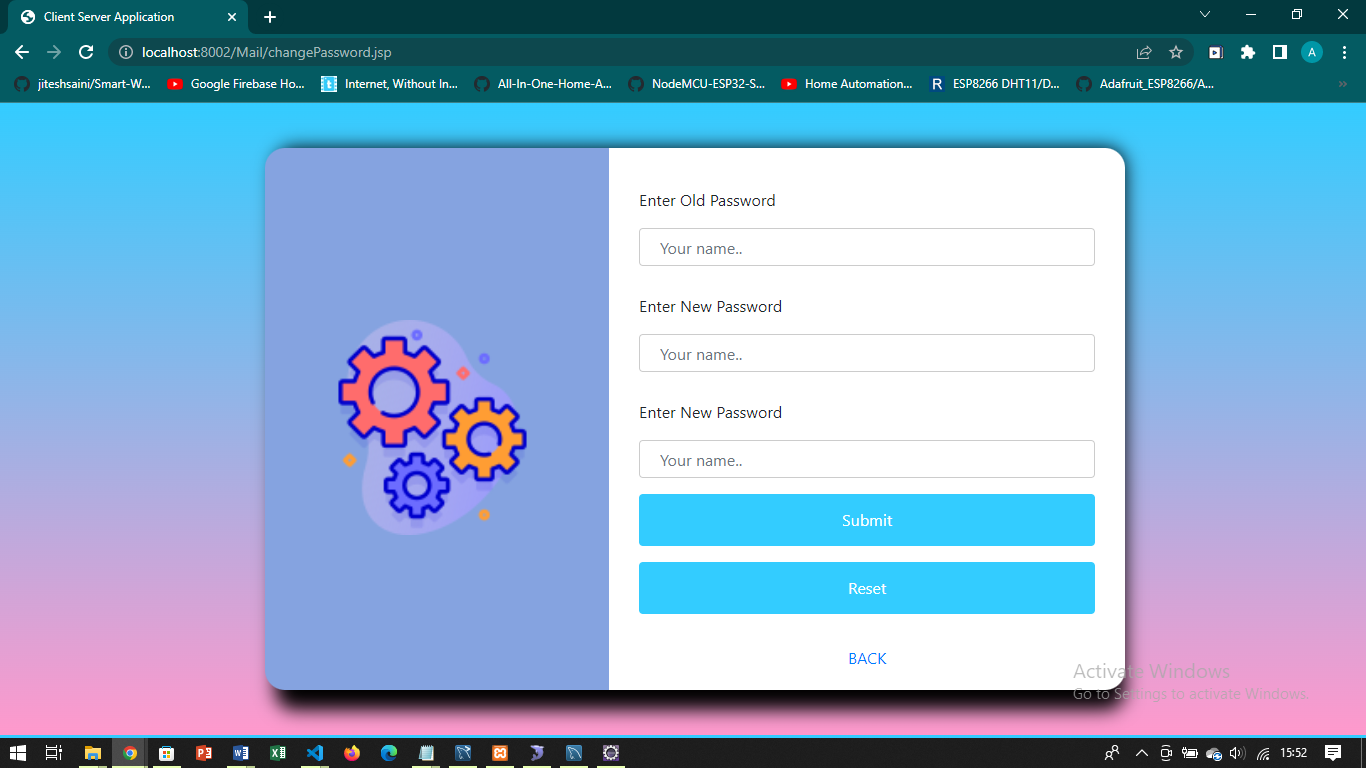 Client Server Application
localhost:8002/Mail/changePassword.jsp
A
jiteshsaini/Smart-W...
Google Firebase Ho...
t
Internet, Without In...
All-In-One-Home-A...
NodeMCU-ESP32-S...
Home Automation...
R
ESP8266 DHT11/D...
Adafruit_ESP8266/A...
»
Enter Old Password
Your name..
Enter New Password
Your name..
Enter New Password
Your name..
Submit
Reset
BACK
Activate Windows
Go to Settings to activate Windows.
15:52